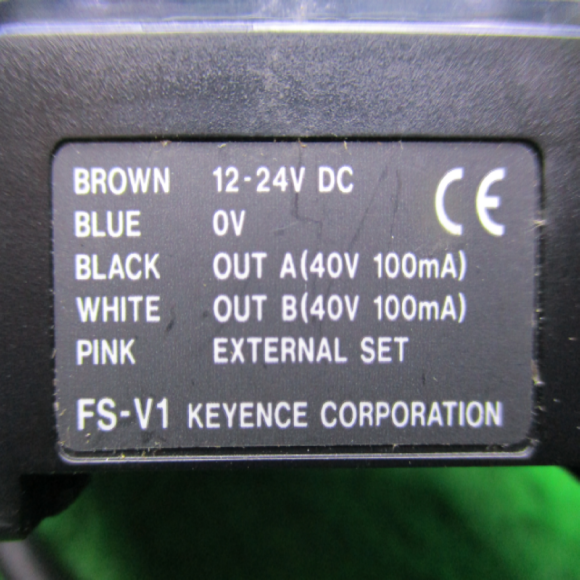 BROWN 12-24V DC CE
BLUE 0V
BLACK OUT A(40V 100mA)
WHITE OUT B(40V 100mA)
PINK EXTERNAL SET
FS-V1 KEYENCE CORPORATION